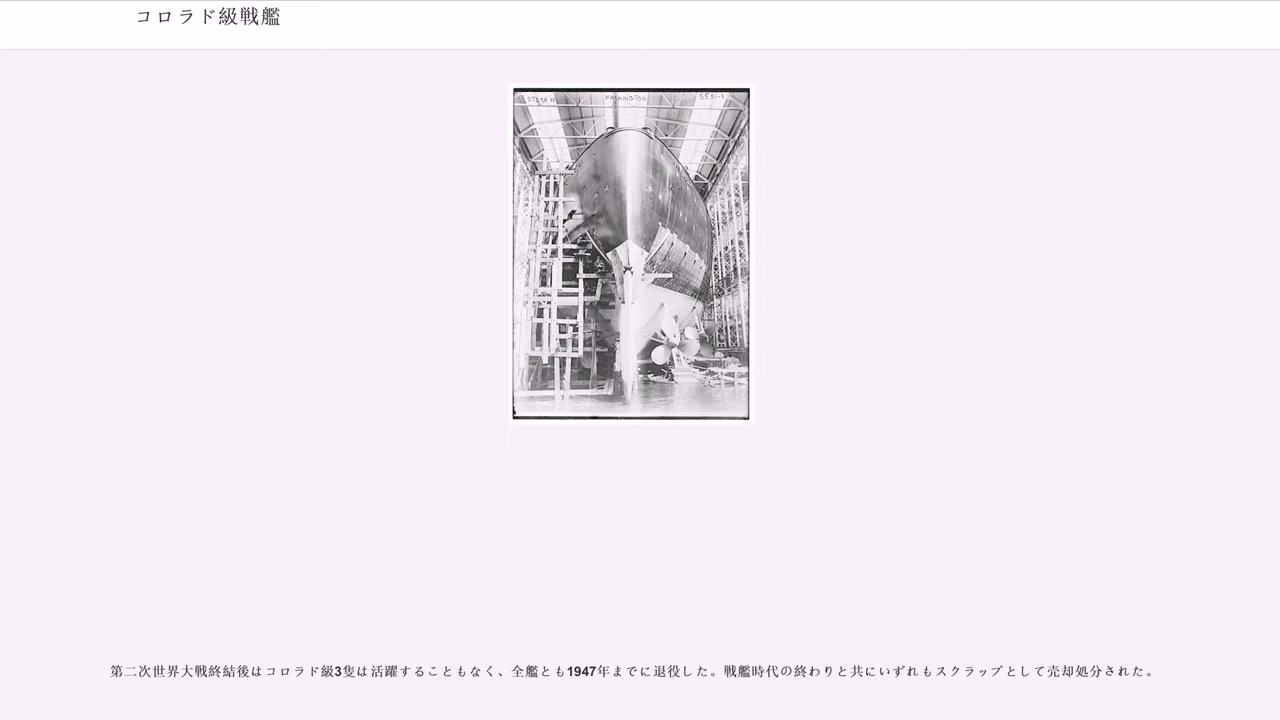 コロラド級戦艦
WASHINGTON
5531-1
第二次世界大戦終結後はコロラド級3隻は活躍することもなく、全艦とも1947年までに退役した。戦艦時代の終わりと共にいずれもスクラップとして売却処分された。